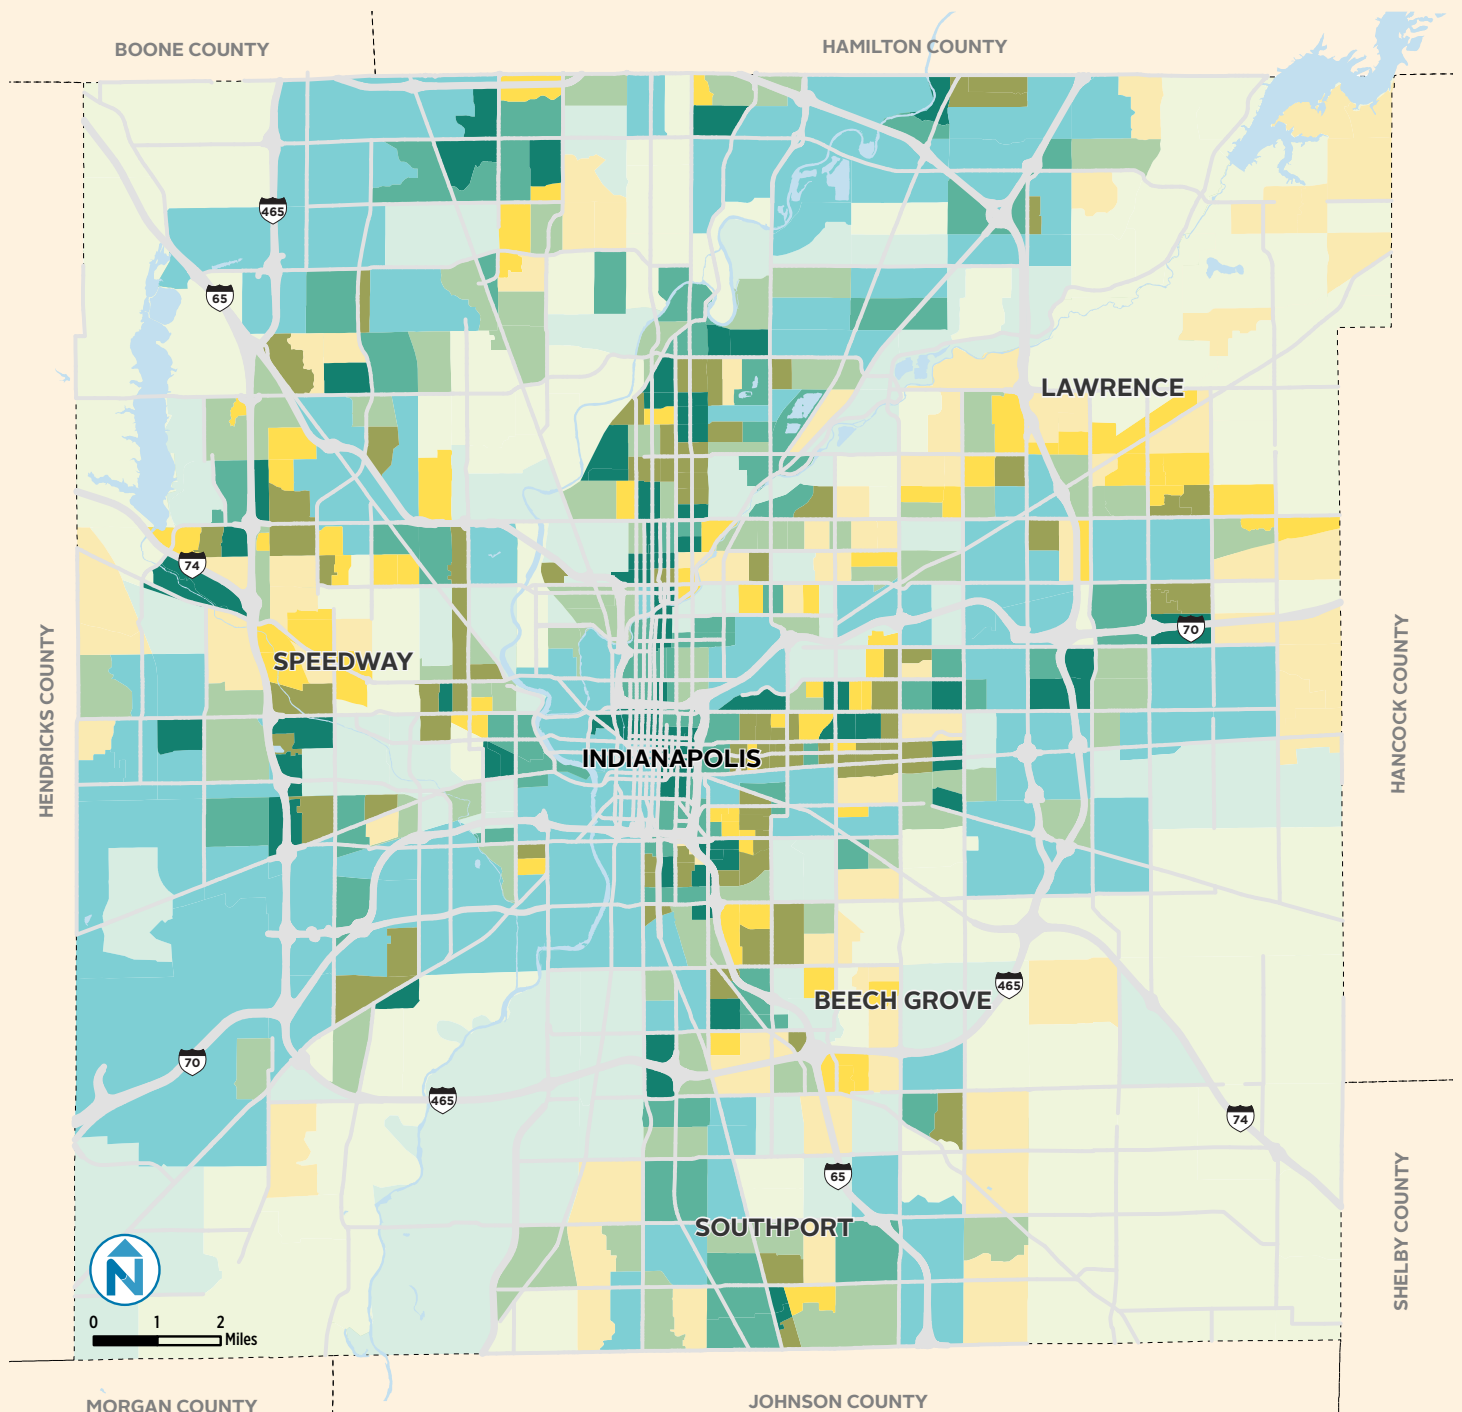 BOONE COUNTY
HAMILTON COUNTY
465
65
LAWRENCE
74
70
SPEEDWAY
HENDRICKS COUNTY
HANCOCK COUNTY
INDIANAPOLIS
BEECH GROVE
465
70
465
74
65
SOUTHPORT
SHELBY COUNTY
N
0 1 2
Miles
MORGAN COUNTY
JOHNSON COUNTY